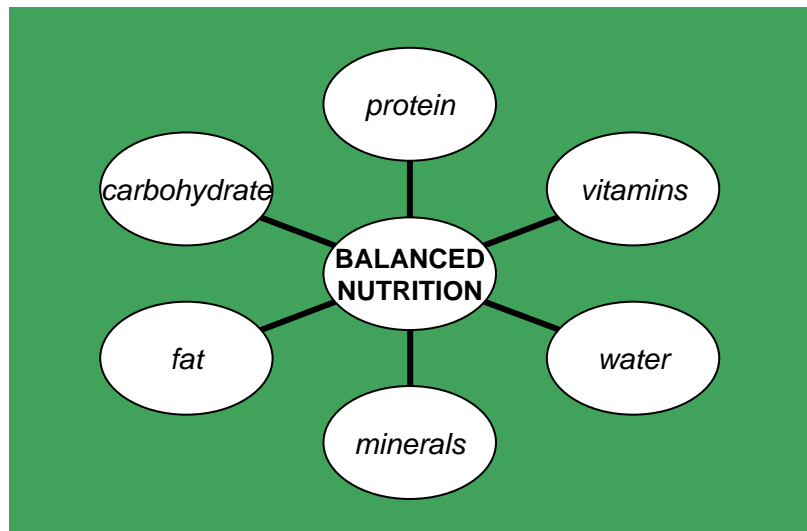 protein
carbohydrate
vitamins
BALANCED
NUTRITION
fat
water
minerals